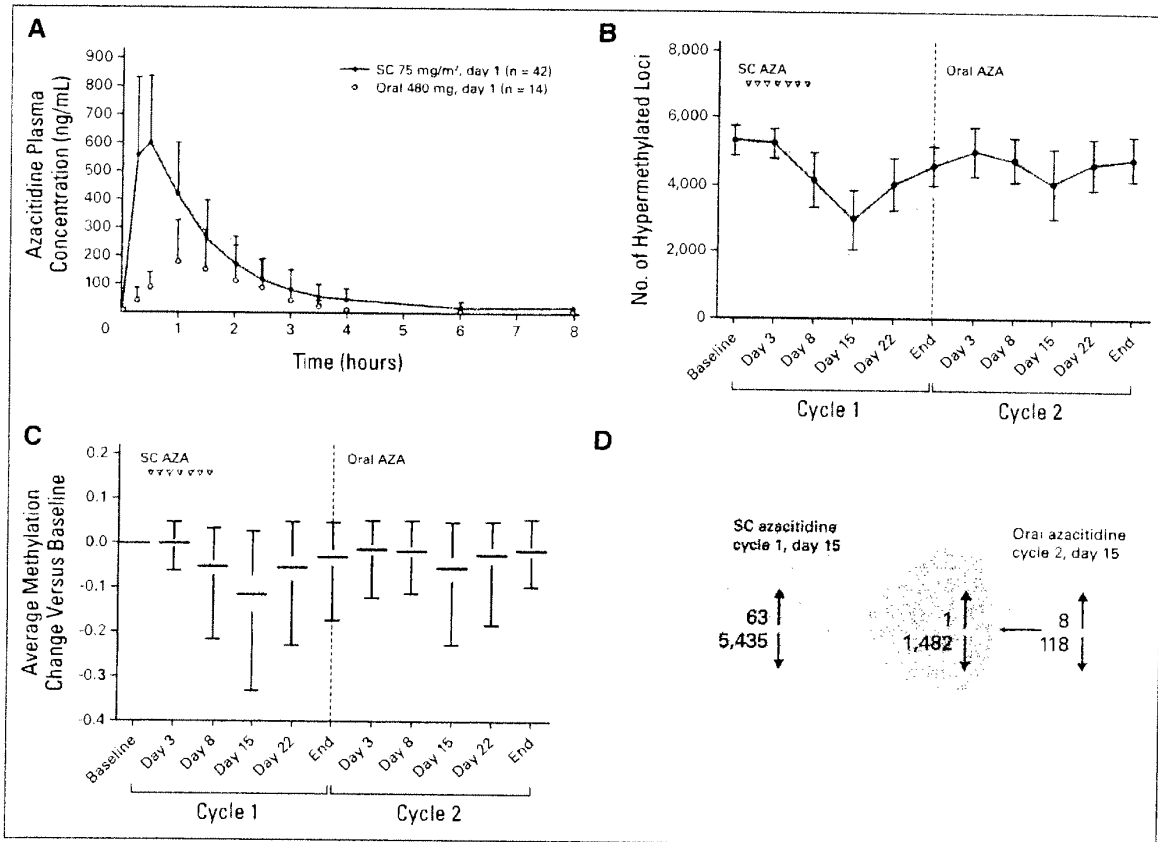 A
Azacitidine Plasma
Concentration (ng/mL)
900
800
700
600
500
400
300
200
100
0
1
2
3
4
5
6
7
8
Time (hours)
SC 75 mg/m², day 1 (n = 42)
Oral 480 mg, day 1 (n = 14)
B
No. of Hypermethylated Loci
8,000
6,000
4,000
2,000
0
SC AZA
Oral AZA
Baseline
Day 3
Day 8
Day 15
Day 22
End
Day 3
Day 8
Day 15
Day 22
End
Cycle 1
Cycle 2
C
Average Methylation
Change Versus Baseline
0.2
0.1
0.0
-0.1
-0.2
-0.3
-0.4
SC AZA
Oral AZA
Baseline
Day 3
Day 8
Day 15
Day 22
End
Day 3
Day 8
Day 15
Day 22
End
Cycle 1
Cycle 2
D
SC azacitidine
cycle 1, day 15
63
5,435
1
1,482
Oral azacitidine
cycle 2, day 15
8
118